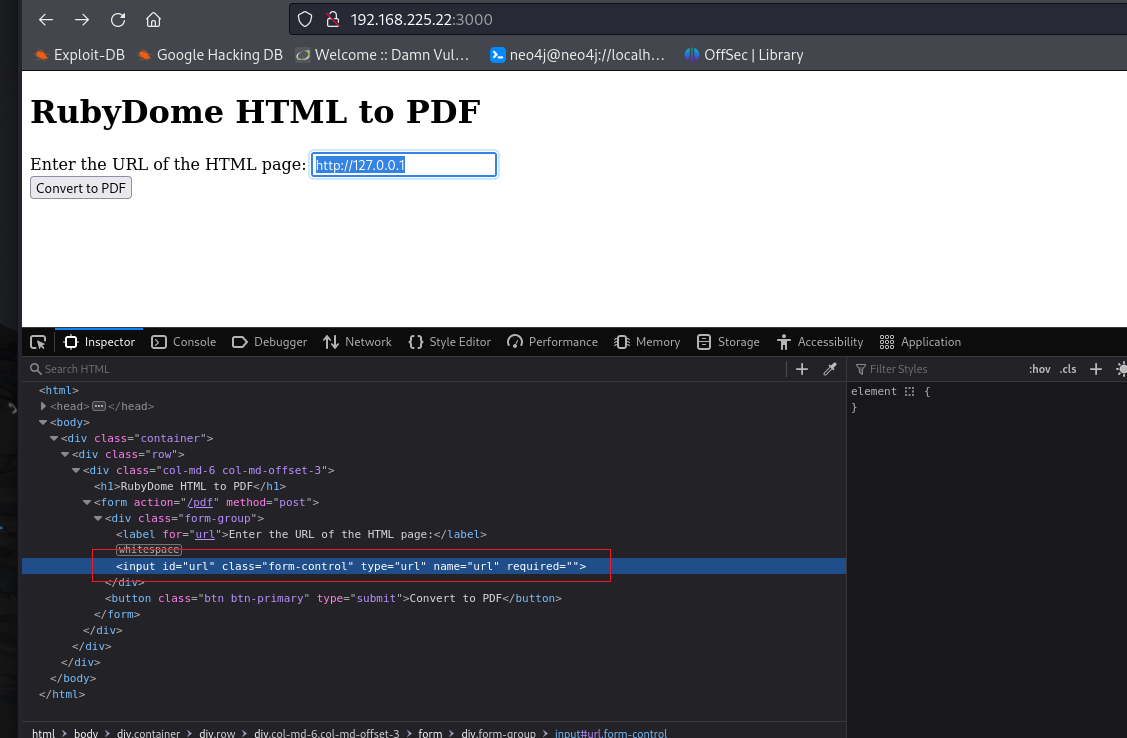 192.168.225.22:3000
Exploit-DB Google Hacking DB Welcome :: Damn Vul… neo4j@neo4j://localh… OffSec | Library
RubyDome HTML to PDF
Enter the URL of the HTML page: http://127.0.0.1
Convert to PDF
Inspector Console Debugger Network Style Editor Performance Memory Storage Accessibility Application
Search HTML
Filter Styles :hov .cls
<html>
<head> </head>
<body>
<div class="container">
<div class="row">
<div class="col-md-6 col-md-offset-3">
<h1>RubyDome HTML to PDF</h1>
<form action="/pdf" method="post">
<div class="form-group">
<label for="url">Enter the URL of the HTML page:</label>
whitespace
<input id="url" class="form-control" type="url" name="url" required="">
</div>
<button class="btn btn-primary" type="submit">Convert to PDF</button>
</form>
</div>
</div>
</div>
</body>
</html>
element {
}
html > body > div.container > div.row > div.col-md-6.col-md-offset-3 > form > div.form-group > input#url.form-control